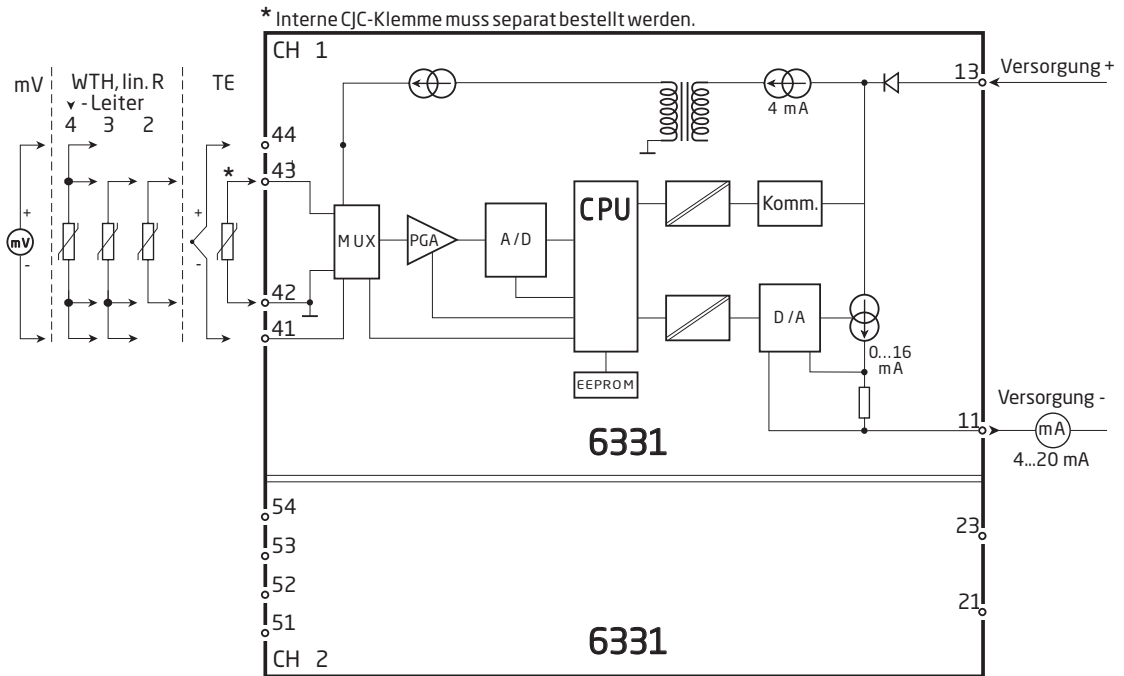 * Interne CJC-Klemme muss separat bestellt werden.
CH 1
mV
WTH, lin. R
- Leiter
4 3 2
TE
+
mV
-
+
-
*
44
43
42
41
MUX
PGA
A/D
CPU
EEPROM
Komm.
D/A
4 mA
0...16
mA
13
Versorgung +
11
Versorgung -
mA
4...20 mA
6331
54
53
52
51
23
21
6331
CH 2